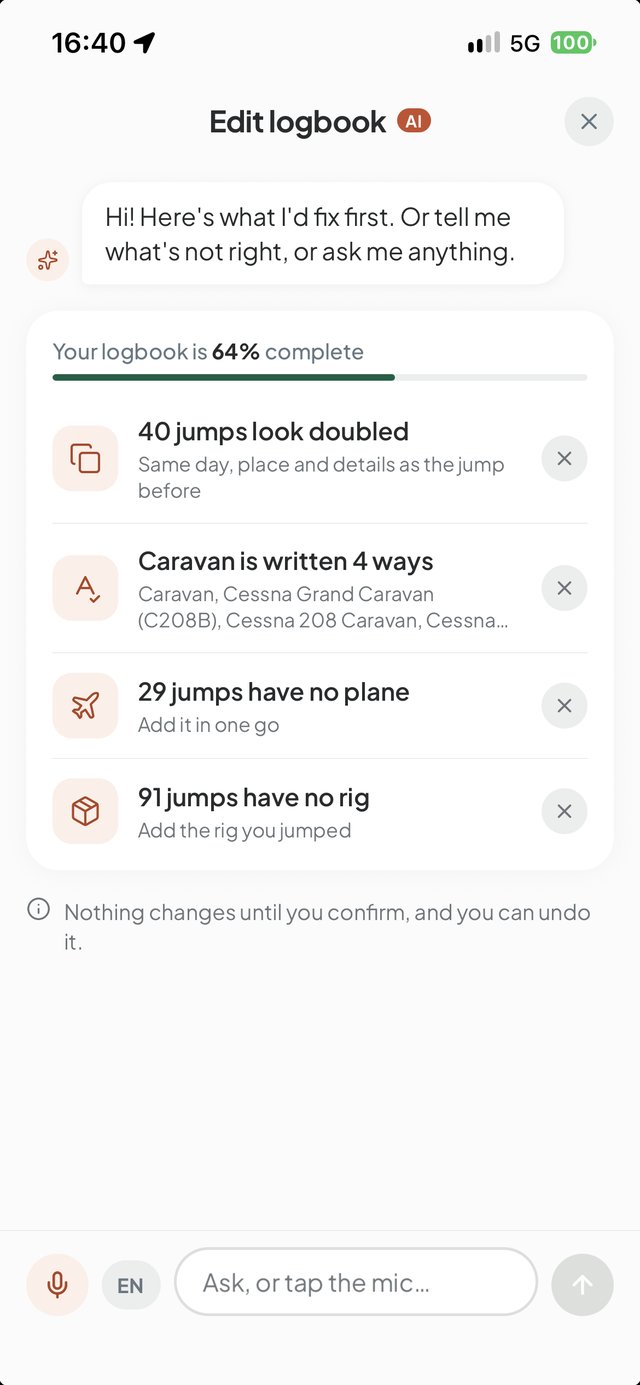 16:40
5G
100
Edit logbook
AI
Hi! Here's what I'd fix first. Or tell me
what's not right, or ask me anything.
Your logbook is 64% complete
40 jumps look doubled
Same day, place and details as the jump
before
Caravan is written 4 ways
Caravan, Cessna Grand Caravan
(C208B), Cessna 208 Caravan, Cessna...
29 jumps have no plane
Add it in one go
91 jumps have no rig
Add the rig you jumped
Nothing changes until you confirm, and you can undo
it.
EN
Ask, or tap the mic...